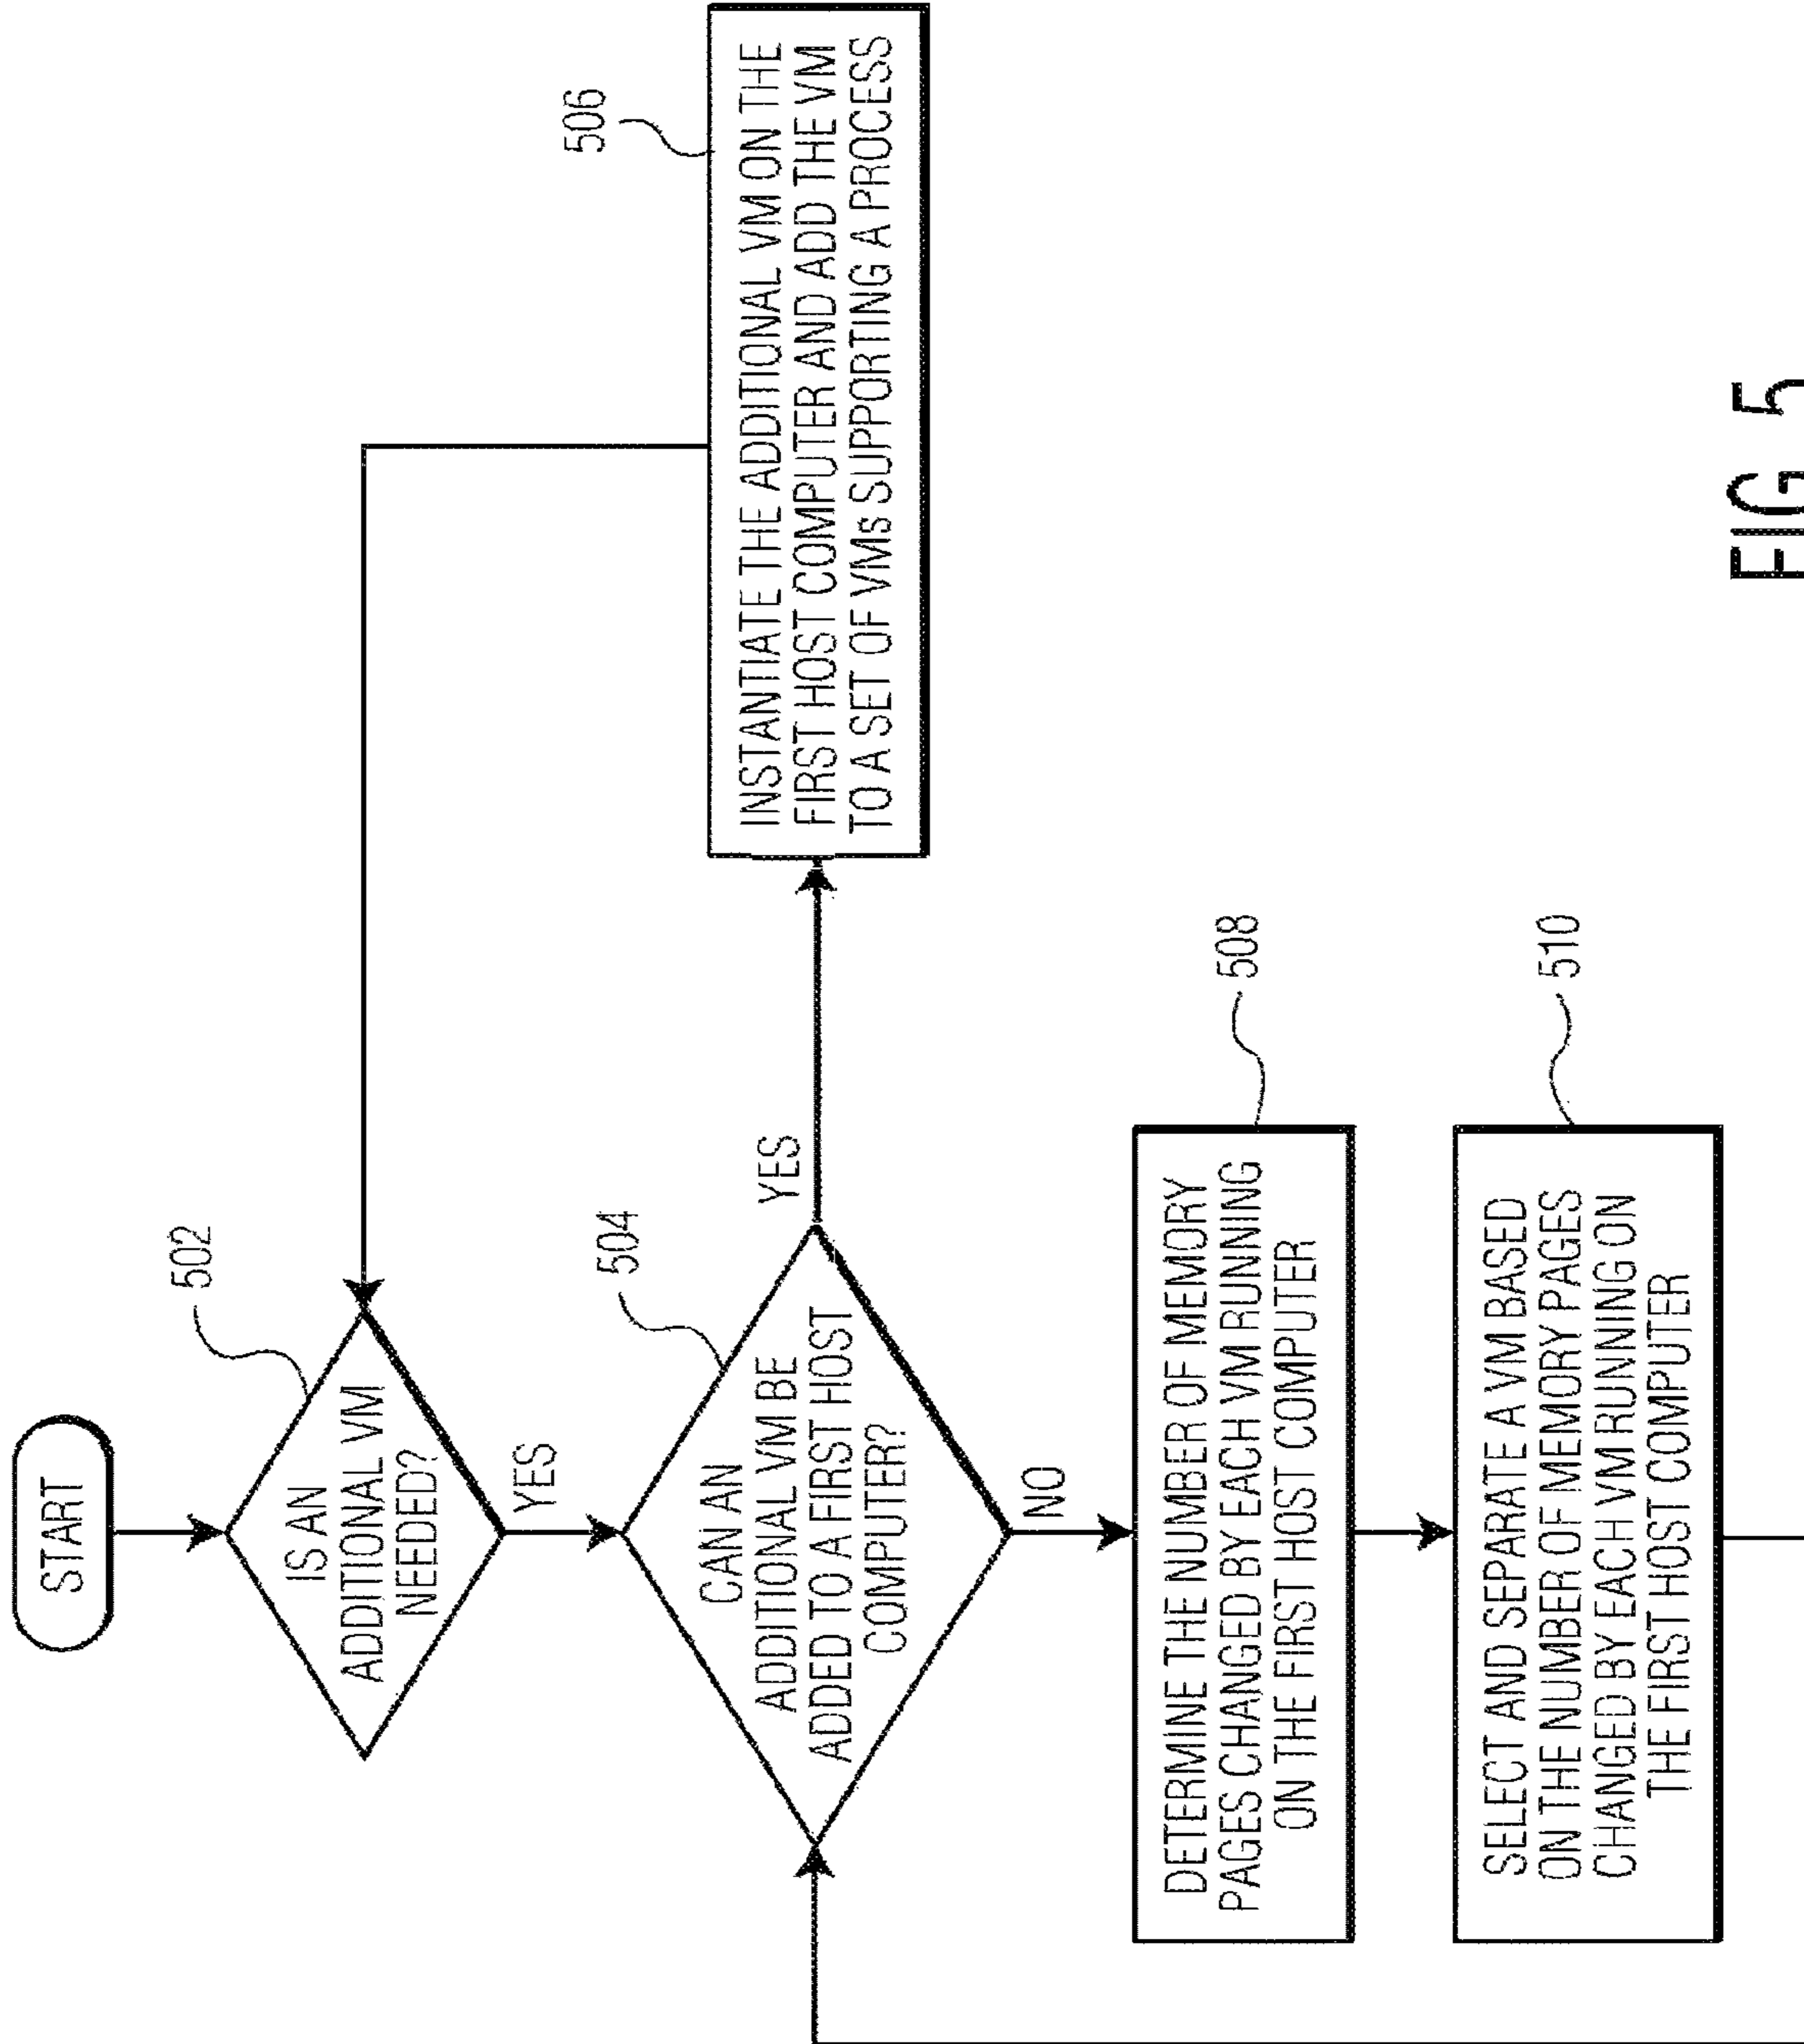 START
502
IS AN
ADDITIONAL VM
NEEDED?
YES
504
CAN AN
ADDITIONAL VM BE
ADDED TO A FIRST HOST
COMPUTER?
YES
506
INSTANTIATE THE ADDITIONAL VM ON THE
FIRST HOST COMPUTER AND ADD THE VM
TO A SET OF VMs SUPPORTING A PROCESS
NO
508
DETERMINE THE NUMBER OF MEMORY
PAGES CHANGED BY EACH VM RUNNING
ON THE FIRST HOST COMPUTER
510
SELECT AND SEPARATE A VM BASED
ON THE NUMBER OF MEMORY PAGES
CHANGED BY EACH VM RUNNING ON
THE FIRST HOST COMPUTER
FIG. 5